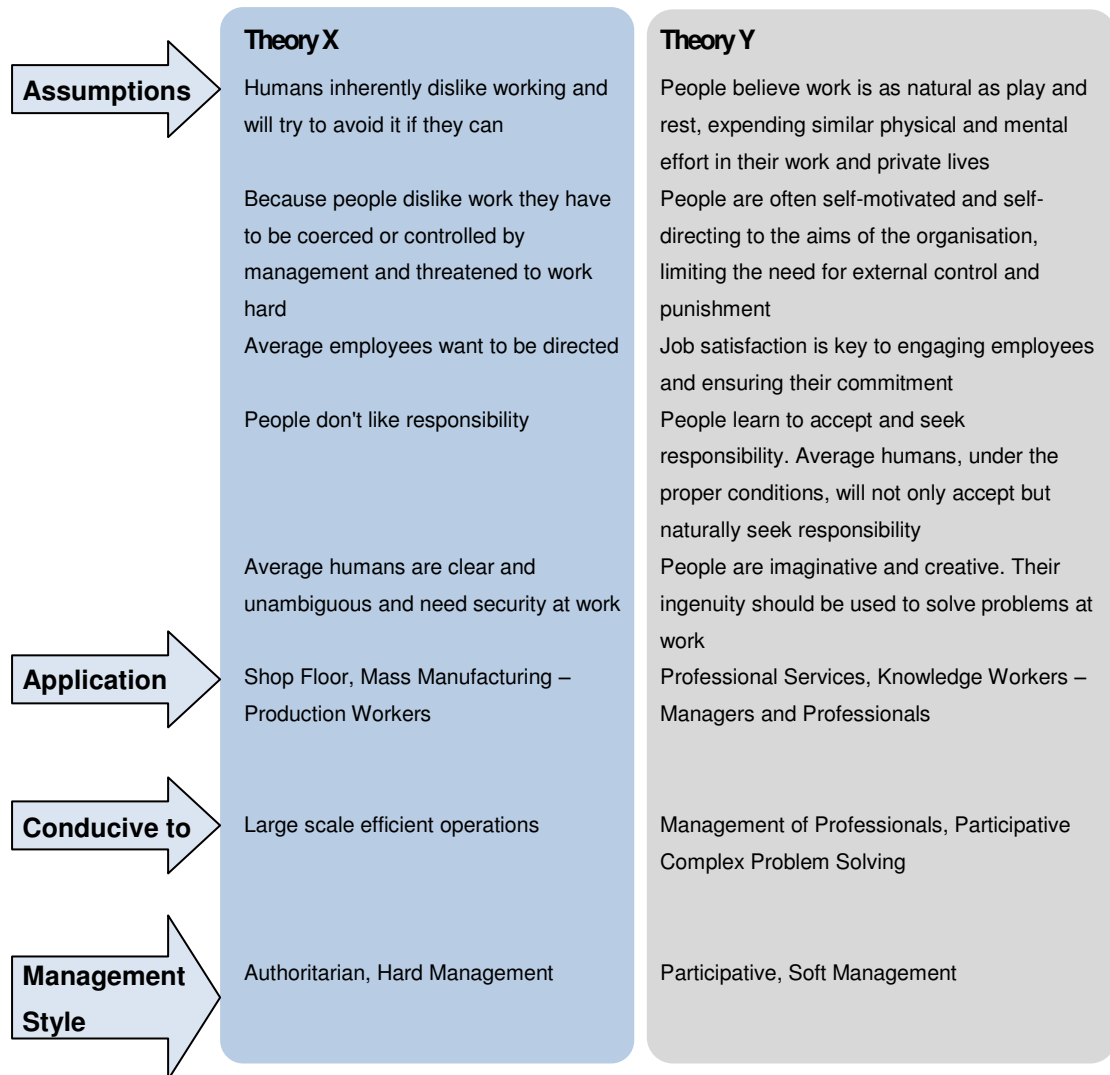 Theory X
Theory Y
Assumptions
Humans inherently dislike working and
will try to avoid it if they can
People believe work is as natural as play and
rest, expending similar physical and mental
effort in their work and private lives
Because people dislike work they have
to be coerced or controlled by
management and threatened to work
hard
People are often self-motivated and self-
directing to the aims of the organisation,
limiting the need for external control and
punishment
Average employees want to be directed
Job satisfaction is key to engaging employees
and ensuring their commitment
People don't like responsibility
People learn to accept and seek
responsibility. Average humans, under the
proper conditions, will not only accept but
naturally seek responsibility
Average humans are clear and
unambiguous and need security at work
People are imaginative and creative. Their
ingenuity should be used to solve problems at
work
Application
Shop Floor, Mass Manufacturing –
Production Workers
Professional Services, Knowledge Workers –
Managers and Professionals
Conducive to
Large scale efficient operations
Management of Professionals, Participative
Complex Problem Solving
Management
Style
Authoritarian, Hard Management
Participative, Soft Management